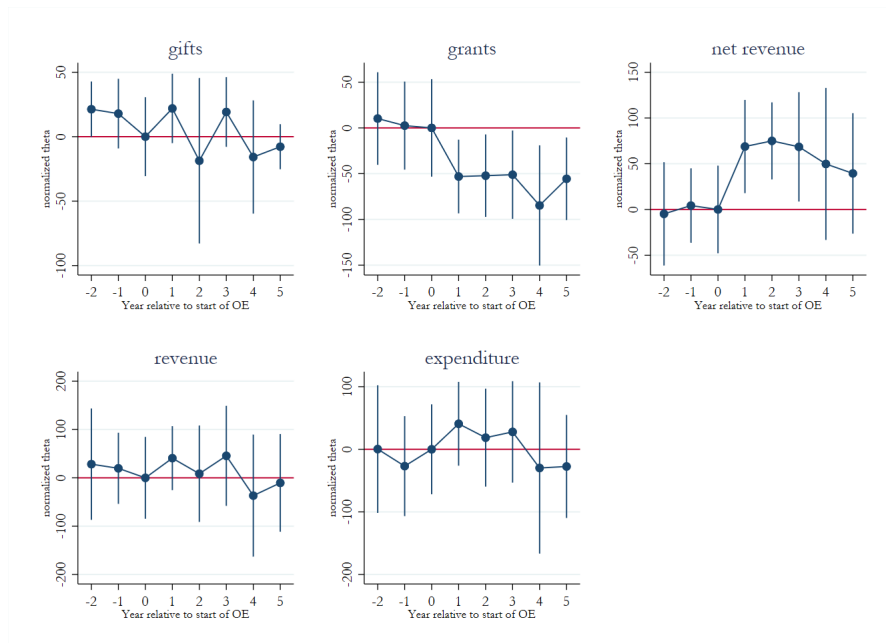 gifts
normalized theta
50
0
-50
-100
-2 -1 0 1 2 3 4 5
Year relative to start of OE
grants
normalized theta
50
0
-50
-100
-150
-2 -1 0 1 2 3 4 5
Year relative to start of OE
net revenue
normalized theta
150
100
50
0
-50
-2 -1 0 1 2 3 4 5
Year relative to start of OE
revenue
normalized theta
200
100
0
-100
-200
-2 -1 0 1 2 3 4 5
Year relative to start of OE
expenditure
normalized theta
100
0
-100
-200
-2 -1 0 1 2 3 4 5
Year relative to start of OE